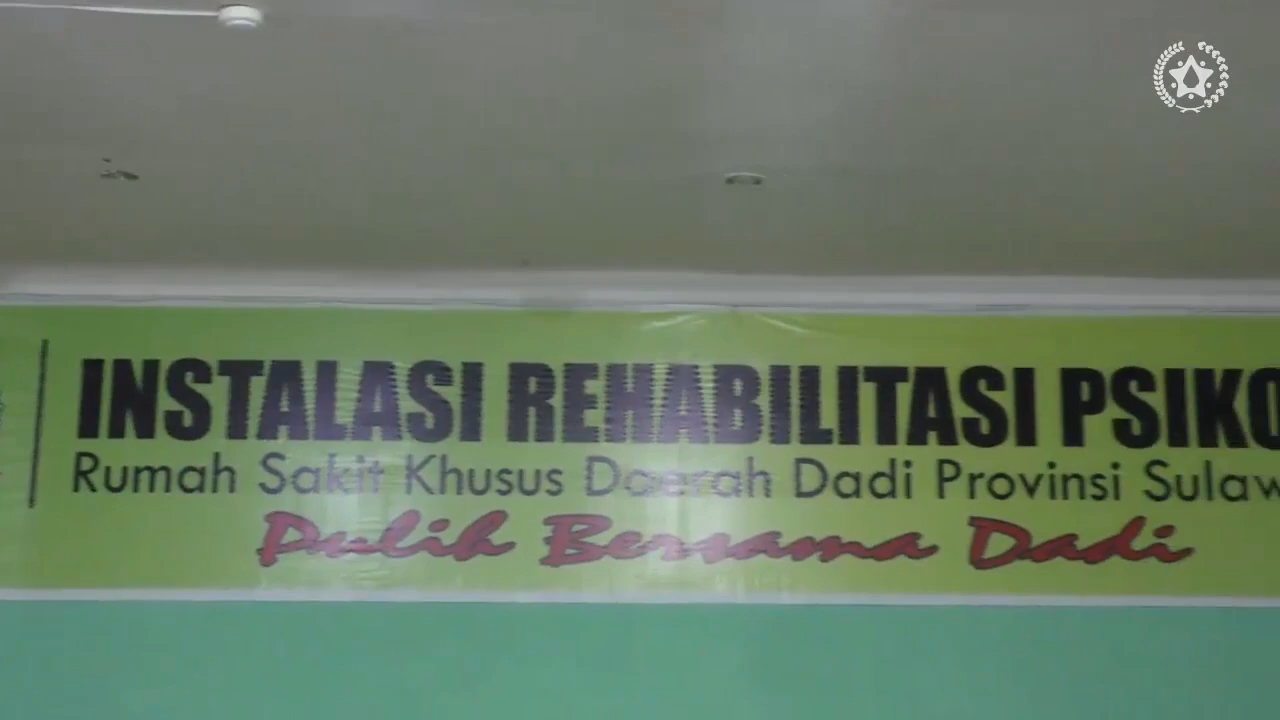 INSTALASI REHABILITASI PSIKO
Rumah Sakit Khusus Daerah Dadi Provinsi Sulaw
Pulih Bersama Dadi